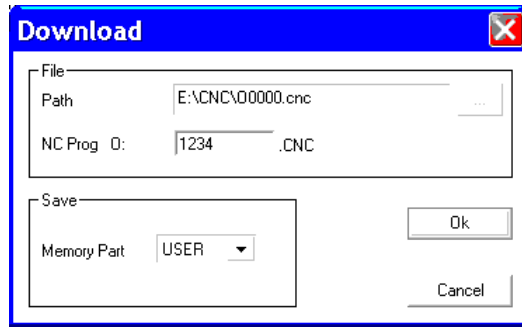 Download
File
Path E:\CNC\O0000.cnc ...
NC Prog O: 1234 .CNC
Save
Memory Part USER
Ok
Cancel